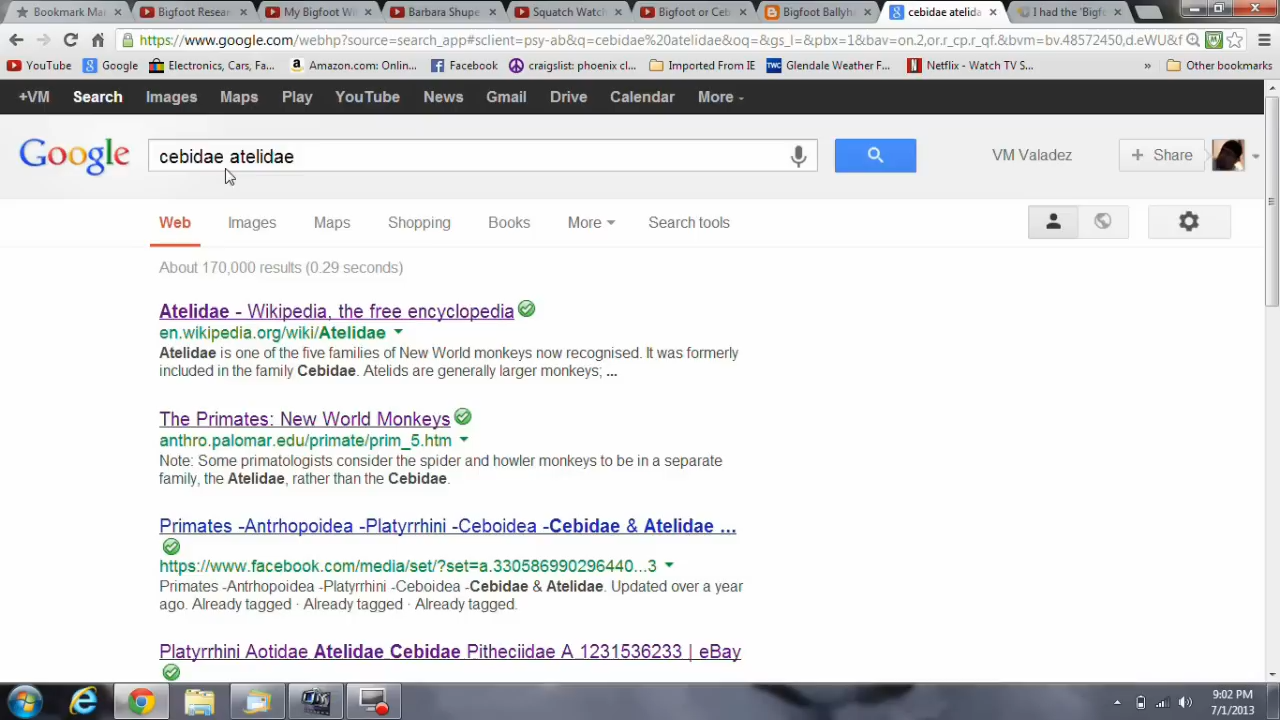 Bookmark Ma
Bigfoot Resea
My Bigfoot W
Barbara Shupe
Squatch Watc
Bigfoot or Ceb
Bigfoot Ballyh
cebidae atelida
I had the 'Bigf
https://www.google.com/webhp?source=search_app#sclient=psy-ab&q=cebidae%20atelidae&oq=&gs_l=&pbx=1&bav=on.2,or.r_cp.r_qf.&bvm=bv.48572450,d.eWU&f
YouTube
Google
Electronics, Cars, Fa...
Amazon.com: Onlin...
Facebook
craigslist: phoenix cl...
Imported From IE
TWC
Glendale Weather F...
Netflix - Watch TV S...
»
Other bookmarks
+VM Search Images Maps Play YouTube News Gmail Drive Calendar More
Google
cebidae atelidae
VM Valadez
+ Share
Web Images Maps Shopping Books More Search tools
About 170,000 results (0.29 seconds)
Atelidae - Wikipedia, the free encyclopedia
en.wikipedia.org/wiki/Atelidae
Atelidae is one of the five families of New World monkeys now recognised. It was formerly
included in the family Cebidae. Atelids are generally larger monkeys; ...
The Primates: New World Monkeys
anthro.palomar.edu/primate/prim_5.htm
Note: Some primatologists consider the spider and howler monkeys to be in a separate
family, the Atelidae, rather than the Cebidae.
Primates -Antrhopoidea -Platyrrhini -Ceboidea -Cebidae & Atelidae ...
https://www.facebook.com/media/set/?set=a.330586990296440...3
Primates -Antrhopoidea -Platyrrhini -Ceboidea -Cebidae & Atelidae. Updated over a year
ago. Already tagged · Already tagged · Already tagged.
Platyrrhini Aotidae Atelidae Cebidae Pitheciidae A 1231536233 | eBay
9:02 PM
7/1/2013